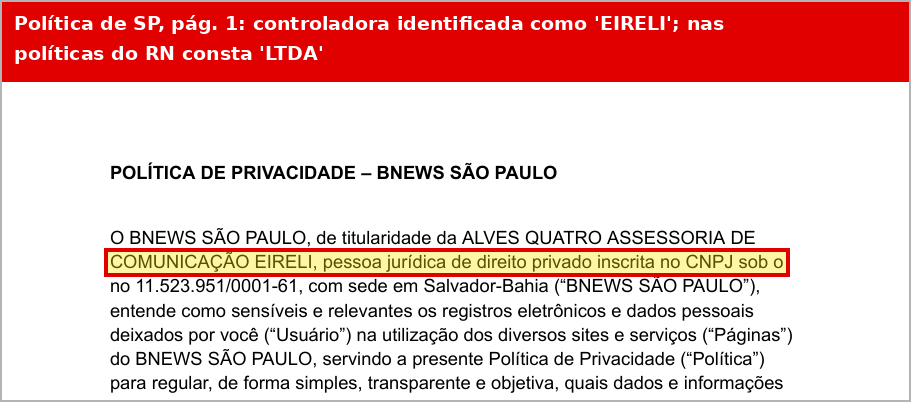 Política de SP, pág. 1: controladora identificada como 'EIRELI'; nas
políticas do RN consta 'LTDA'
POLÍTICA DE PRIVACIDADE – BNEWS SÃO PAULO
O BNEWS SÃO PAULO, de titularidade da ALVES QUATRO ASSESSORIA DE
COMUNICAÇÃO EIRELI, pessoa jurídica de direito privado inscrita no CNPJ sob o
no 11.523.951/0001-61, com sede em Salvador-Bahia (“BNEWS SÃO PAULO”),
entende como sensíveis e relevantes os registros eletrônicos e dados pessoais
deixados por você (“Usuário”) na utilização dos diversos sites e serviços (“Páginas”)
do BNEWS SÃO PAULO, servindo a presente Política de Privacidade (“Política”)
para regular, de forma simples, transparente e objetiva, quais dados e informações